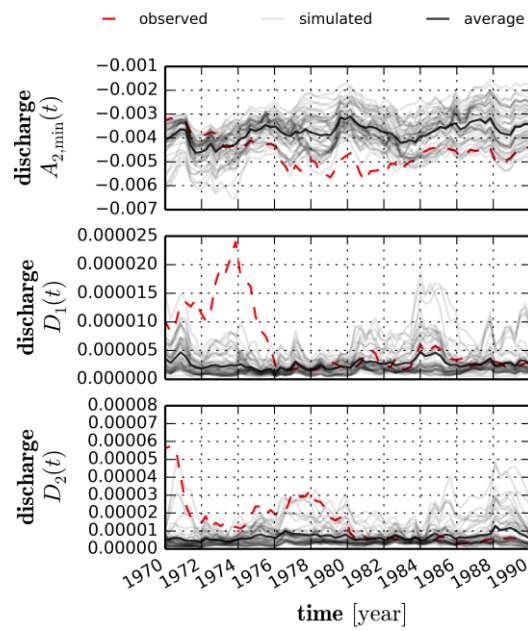 observed simulated average
−0.001
−0.002
−0.003
−0.004
−0.005
−0.006
−0.007
discharge
A2,min(t)
0.000025
0.000020
0.000015
0.000010
0.000005
0.000000
discharge
D1(t)
0.00008
0.00007
0.00006
0.00005
0.00004
0.00003
0.00002
0.00001
0.00000
discharge
D2(t)
1970 1972 1974 1976 1978 1980 1982 1984 1986 1988 1990
time [year]